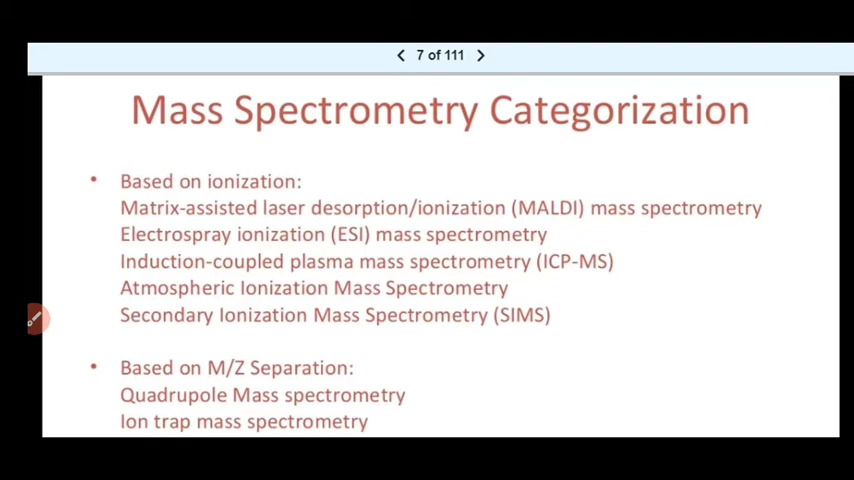 7 of 111
Mass Spectrometry Categorization
• Based on ionization:
Matrix-assisted laser desorption/ionization (MALDI) mass spectrometry
Electrospray ionization (ESI) mass spectrometry
Induction-coupled plasma mass spectrometry (ICP-MS)
Atmospheric Ionization Mass Spectrometry
Secondary Ionization Mass Spectrometry (SIMS)
• Based on M/Z Separation:
Quadrupole Mass spectrometry
Ion trap mass spectrometry